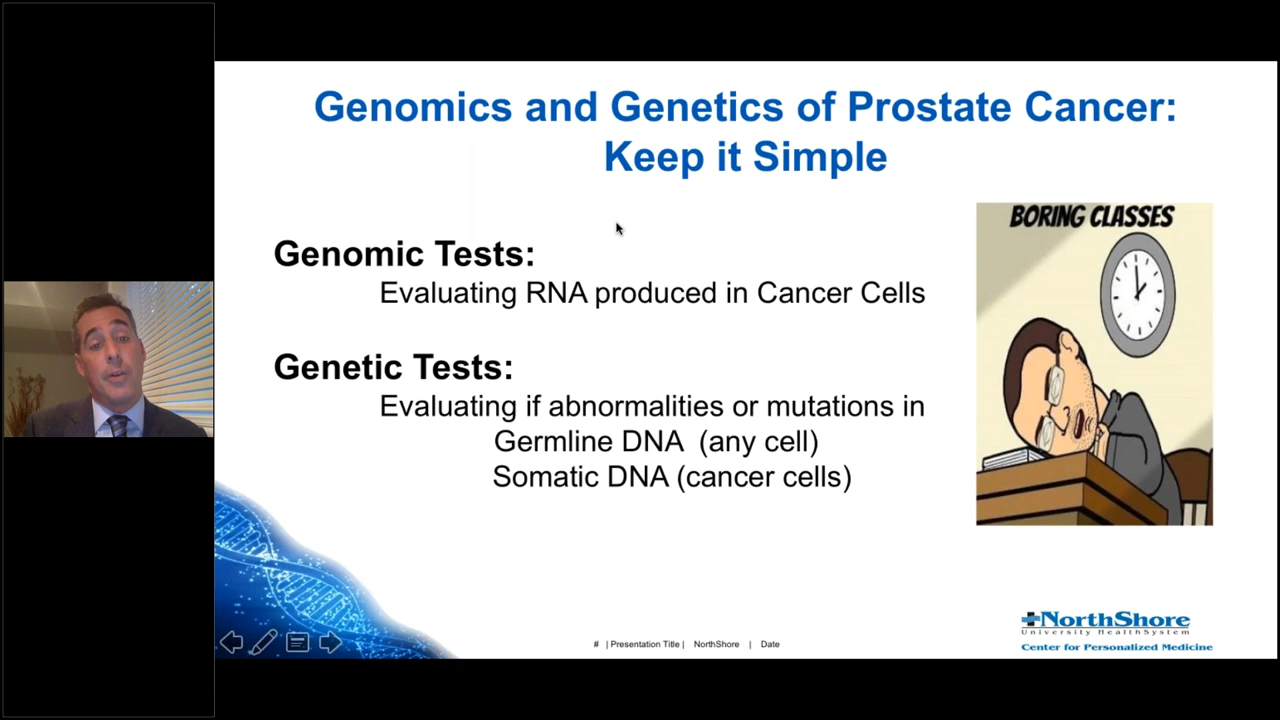 Genomics and Genetics of Prostate Cancer:
Keep it Simple
BORING CLASSES
Genomic Tests:
Evaluating RNA produced in Cancer Cells
Genetic Tests:
Evaluating if abnormalities or mutations in
Germline DNA (any cell)
Somatic DNA (cancer cells)
# | Presentation Title | NorthShore | Date
NorthShore
University HealthSystem
Center for Personalized Medicine